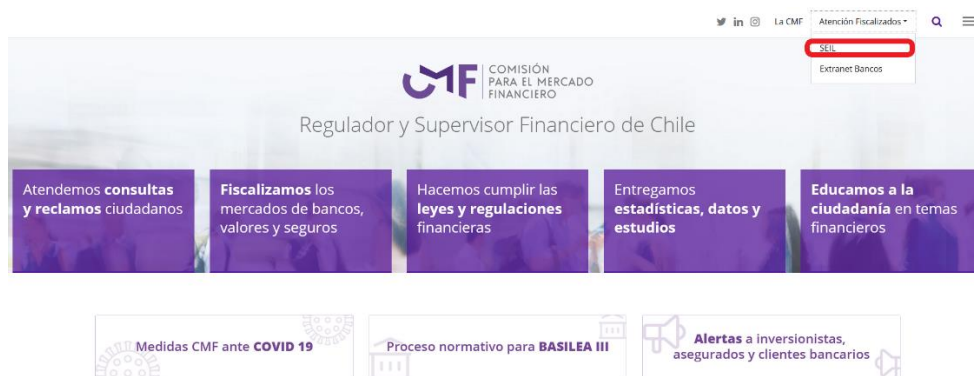 La CMF Atención Fiscalizados
SEIL
Extranet Bancos
CMF
COMISIÓN
PARA EL MERCADO
FINANCIERO
Regulador y Supervisor Financiero de Chile
Atendemos consultas
y reclamos ciudadanos
Fiscalizamos los
mercados de bancos,
valores y seguros
Hacemos cumplir las
leyes y regulaciones
financieras
Entregamos
estadísticas, datos y
estudios
Educamos a la
ciudadanía en temas
financieros
Medidas CMF ante COVID 19
Proceso normativo para BASILEA III
Alertas a inversionistas,
asegurados y clientes bancarios